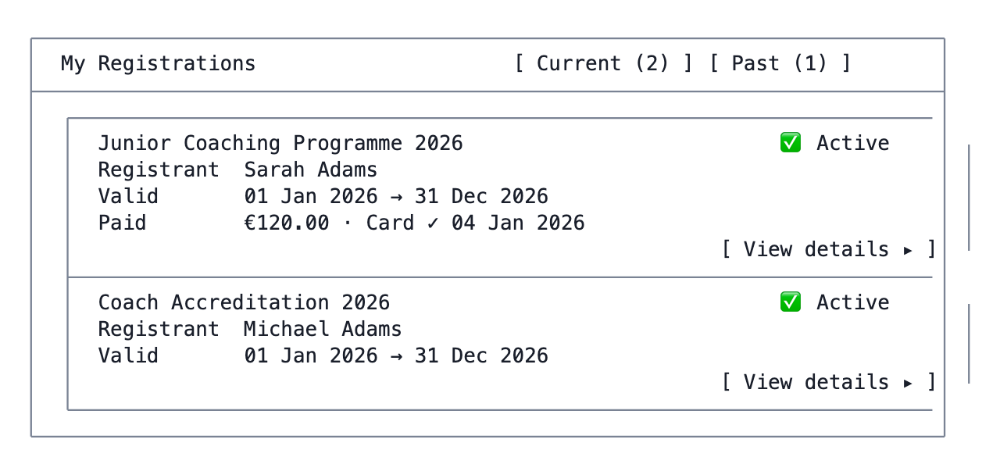 My Registrations [ Current (2) ] [ Past (1) ]
Junior Coaching Programme 2026 ✅ Active
Registrant Sarah Adams
Valid 01 Jan 2026 → 31 Dec 2026
Paid €120.00 · Card ✓ 04 Jan 2026
[ View details ▸ ]
Coach Accreditation 2026 ✅ Active
Registrant Michael Adams
Valid 01 Jan 2026 → 31 Dec 2026
[ View details ▸ ]